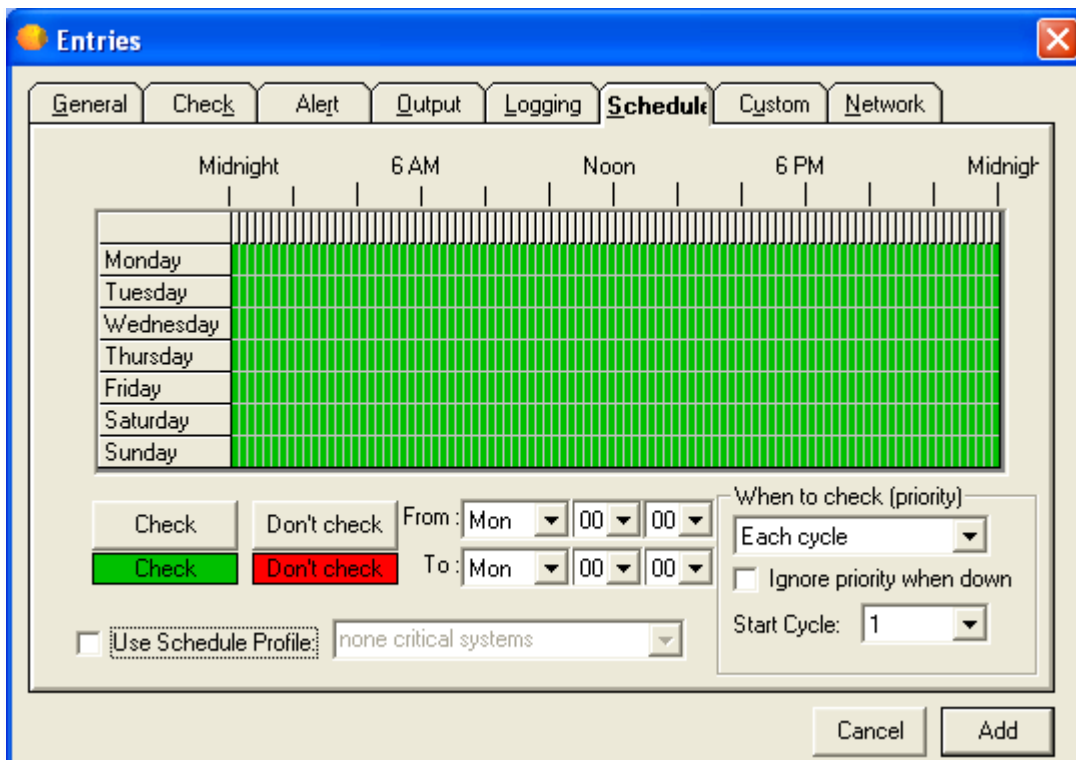 Entries
General Check Alert Output Logging Schedule Custom Network
Midnight 6 AM Noon 6 PM Midnigh
Monday
Tuesday
Wednesday
Thursday
Friday
Saturday
Sunday
Check Don't check From : Mon 00 00
Check Don't check To : Mon 00 00
When to check (priority)
Each cycle
Ignore priority when down
Start Cycle: 1
Use Schedule Profile: none critical systems
Cancel Add